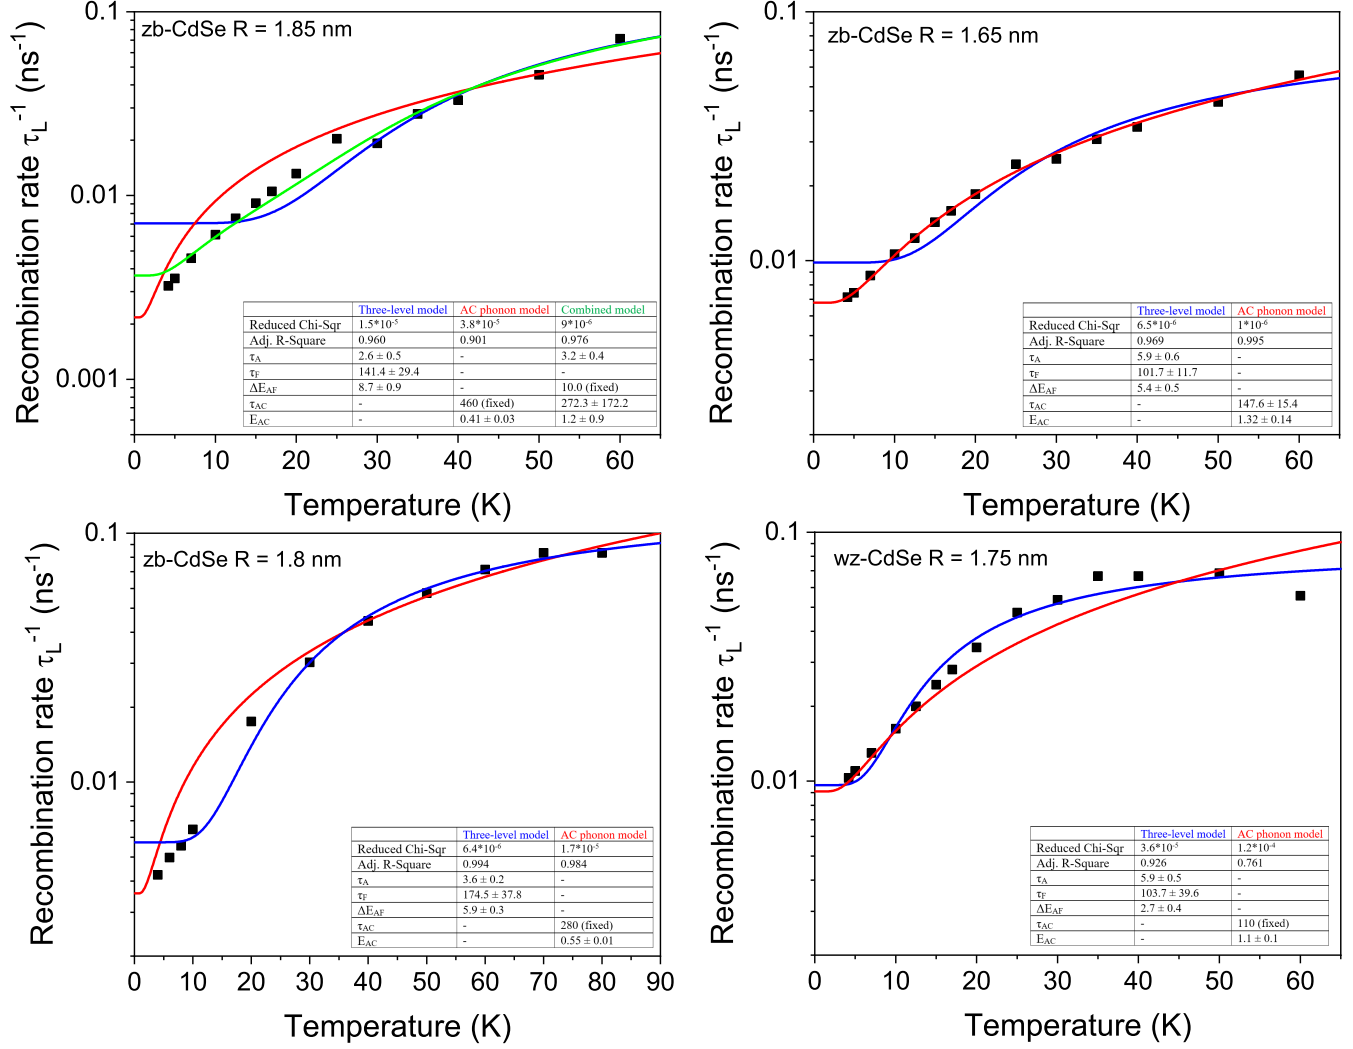 zb-CdSe R = 1.85 nm
Recombination rate τL-1 (ns-1)
0.1
0.01
0.001
Three-level model AC phonon model Combined model
Reduced Chi-Sqr 1.5*10-5 3.8*10-5 9*10-6
Adj. R-Square 0.960 0.901 0.976
τA 2.6 ± 0.5 - 3.2 ± 0.4
τF 141.4 ± 29.4 - -
ΔEAF 8.7 ± 0.9 - 10.0 (fixed)
τAC - 460 (fixed) 272.3 ± 172.2
EAC - 0.41 ± 0.03 1.2 ± 0.9
0 10 20 30 40 50 60
Temperature (K)
zb-CdSe R = 1.65 nm
Recombination rate τL-1 (ns-1)
0.1
0.01
Three-level model AC phonon model
Reduced Chi-Sqr 6.5*10-6 1*10-6
Adj. R-Square 0.969 0.995
τA 5.9 ± 0.6 -
τF 101.7 ± 11.7 -
ΔEAF 5.4 ± 0.5 -
τAC - 147.6 ± 15.4
EAC - 1.32 ± 0.14
0 10 20 30 40 50 60
Temperature (K)
zb-CdSe R = 1.8 nm
Recombination rate τL-1 (ns-1)
0.1
0.01
Three-level model AC phonon model
Reduced Chi-Sqr 6.4*10-6 1.7*10-5
Adj. R-Square 0.994 0.984
τA 3.6 ± 0.2 -
τF 174.5 ± 37.8 -
ΔEAF 5.9 ± 0.3 -
τAC - 280 (fixed)
EAC - 0.55 ± 0.01
0 10 20 30 40 50 60 70 80 90
Temperature (K)
wz-CdSe R = 1.75 nm
Recombination rate τL-1 (ns-1)
0.1
0.01
Three-level model AC phonon model
Reduced Chi-Sqr 3.6*10-5 1.2*10-4
Adj. R-Square 0.926 0.761
τA 5.9 ± 0.5 -
τF 103.7 ± 39.6 -
ΔEAF 2.7 ± 0.4 -
τAC - 110 (fixed)
EAC - 1.1 ± 0.1
0 10 20 30 40 50 60
Temperature (K)